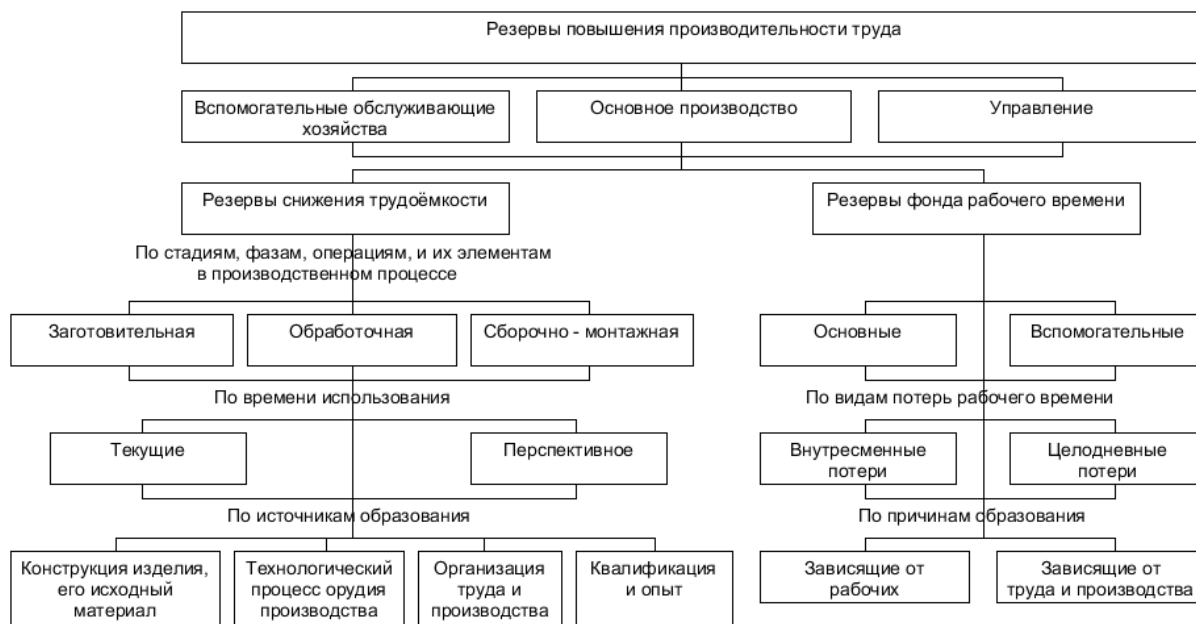 Резервы повышения производительности труда
Вспомогательные обслуживающие
хозяйства
Основное производство
Управление
Резервы снижения трудоёмкости
Резервы фонда рабочего времени
По стадиям, фазам, операциям, и их элементам
в производственном процессе
Заготовительная
Обработочная
Сборочно - монтажная
Основные
Вспомогательные
По времени использования
По видам потерь рабочего времени
Текущие
Перспективное
Внутресменные
потери
Целодневные
потери
По источникам образования
По причинам образования
Конструкция изделия,
его исходный
материал
Технологический
процесс орудия
производства
Организация
труда и
производства
Квалификация
и опыт
Зависящие от
рабочих
Зависящие от
труда и производства